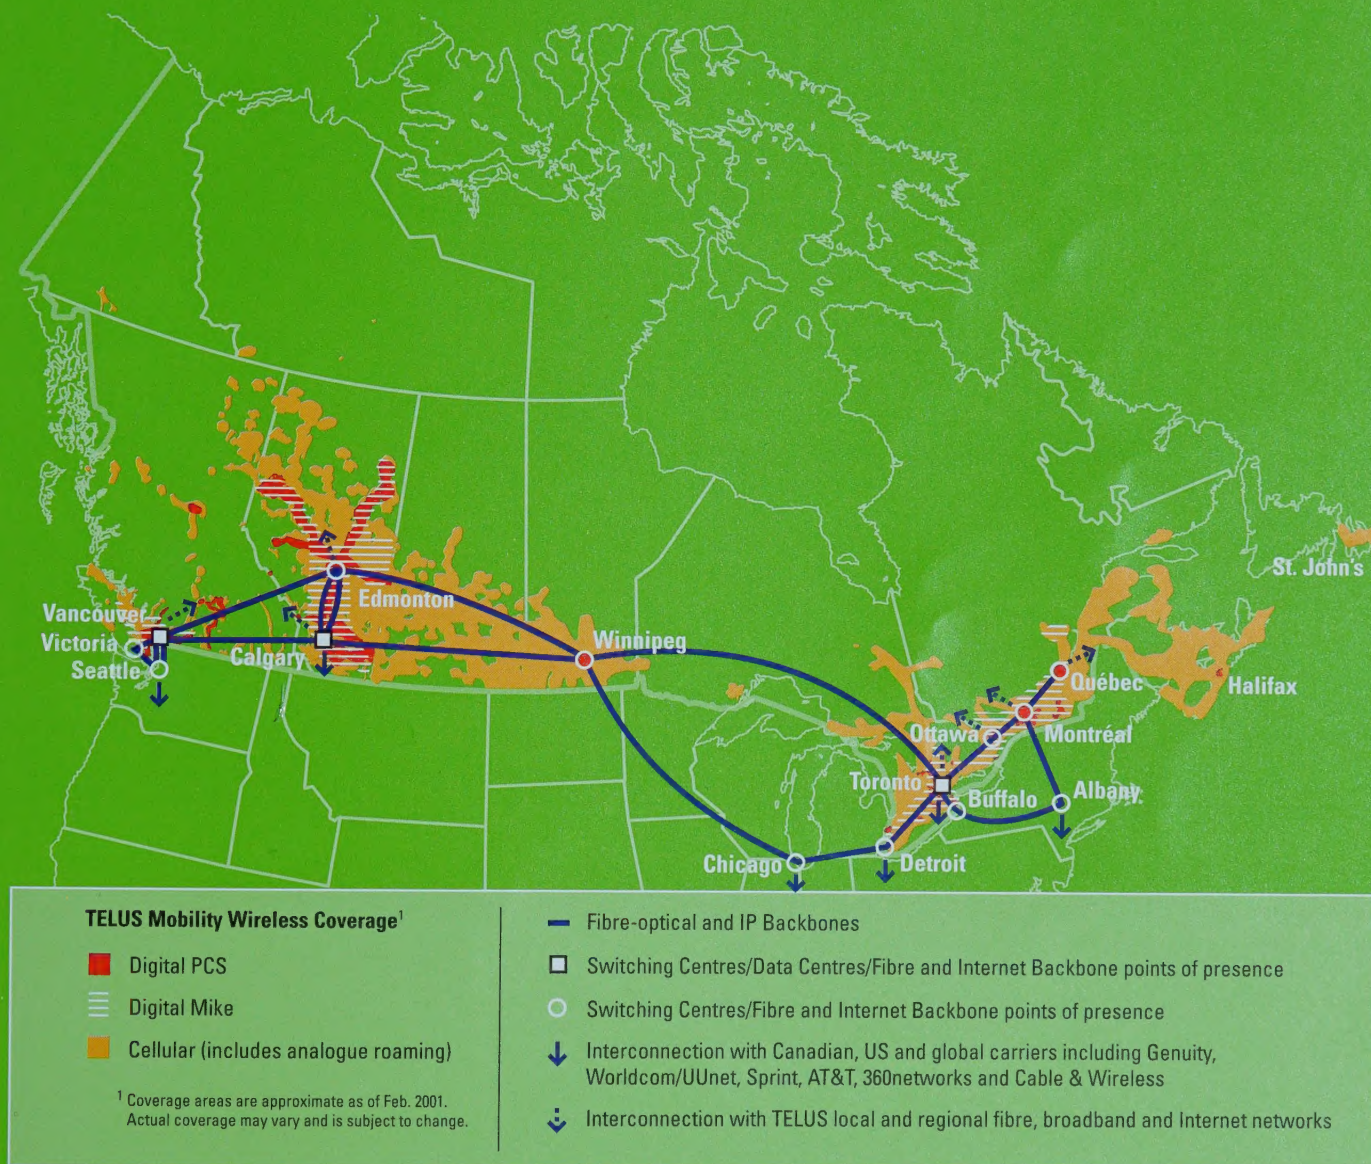 St. John's
Edmonton
Vancouver
Victoria
Winnipeg
Calgary
Seattle
Québec
Halifax
Ottawa
Montréal
Toronto
Buffalo
Albany
Chicago
Detroit
TELUS Mobility Wireless Coverage¹
Digital PCS
Digital Mike
Cellular (includes analogue roaming)
¹ Coverage areas are approximate as of Feb. 2001.
Actual coverage may vary and is subject to change.
Fibre-optical and IP Backbones
Switching Centres/Data Centres/Fibre and Internet Backbone points of presence
Switching Centres/Fibre and Internet Backbone points of presence
Interconnection with Canadian, US and global carriers including Genuity,
Worldcom/UUnet, Sprint, AT&T, 360networks and Cable & Wireless
Interconnection with TELUS local and regional fibre, broadband and Internet networks